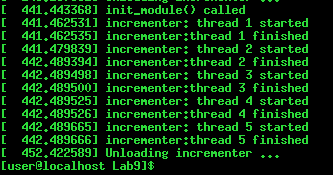 [  441.443368] init_module() called
[  441.462531] incrementer: thread 1 started
[  441.462535] incrementer:thread 1 finished
[  441.479839] incrementer: thread 2 started
[  442.489394] incrementer:thread 2 finished
[  442.489498] incrementer: thread 3 started
[  442.489500] incrementer:thread 3 finished
[  442.489525] incrementer: thread 4 started
[  442.489526] incrementer:thread 4 finished
[  442.489665] incrementer: thread 5 started
[  442.489665] incrementer:thread 5 finished
[  452.422589] Unloading incrementer ...
[user@localhost Lab9]$